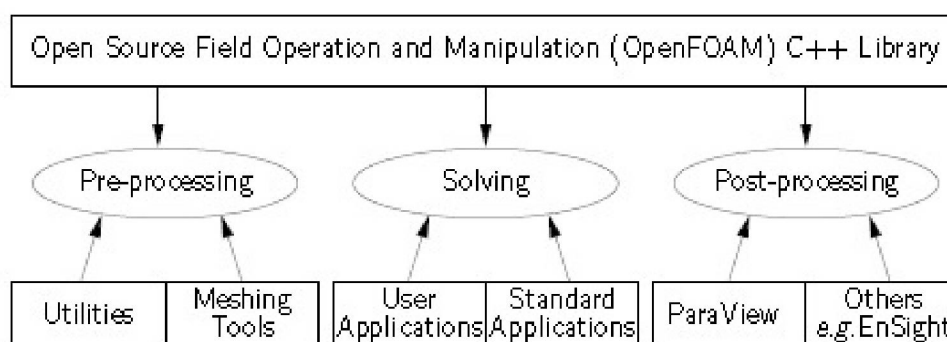 Open Source Field Operation and Manipulation (OpenFOAM) C++ Library
Pre-processing
Solving
Post-processing
Utilities
Meshing
Tools
User
Applications
Standard
Applications
ParaView
Others
e.g.EnSight